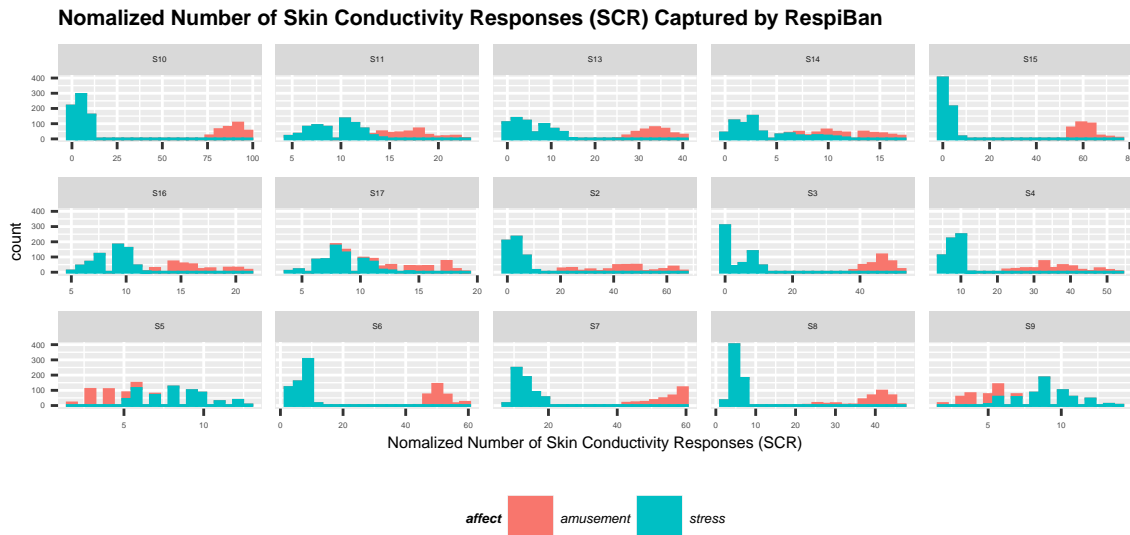 Nomalized Number of Skin Conductivity Responses (SCR) Captured by RespiBan
S10 S11 S13 S14 S15
400
300
200
100
0
0 25 50 75 100 5 10 15 20 0 10 20 30 40 0 5 10 15 0 20 40 60 80
S16 S17 S2 S3 S4
400
300
200
100
0
5 10 15 20 5 10 15 20 0 20 40 60 0 20 40 10 20 30 40 50
S5 S6 S7 S8 S9
400
300
200
100
0
5 10 0 20 40 60 20 40 60 0 10 20 30 40 5 10
count
Nomalized Number of Skin Conductivity Responses (SCR)
affect amusement stress